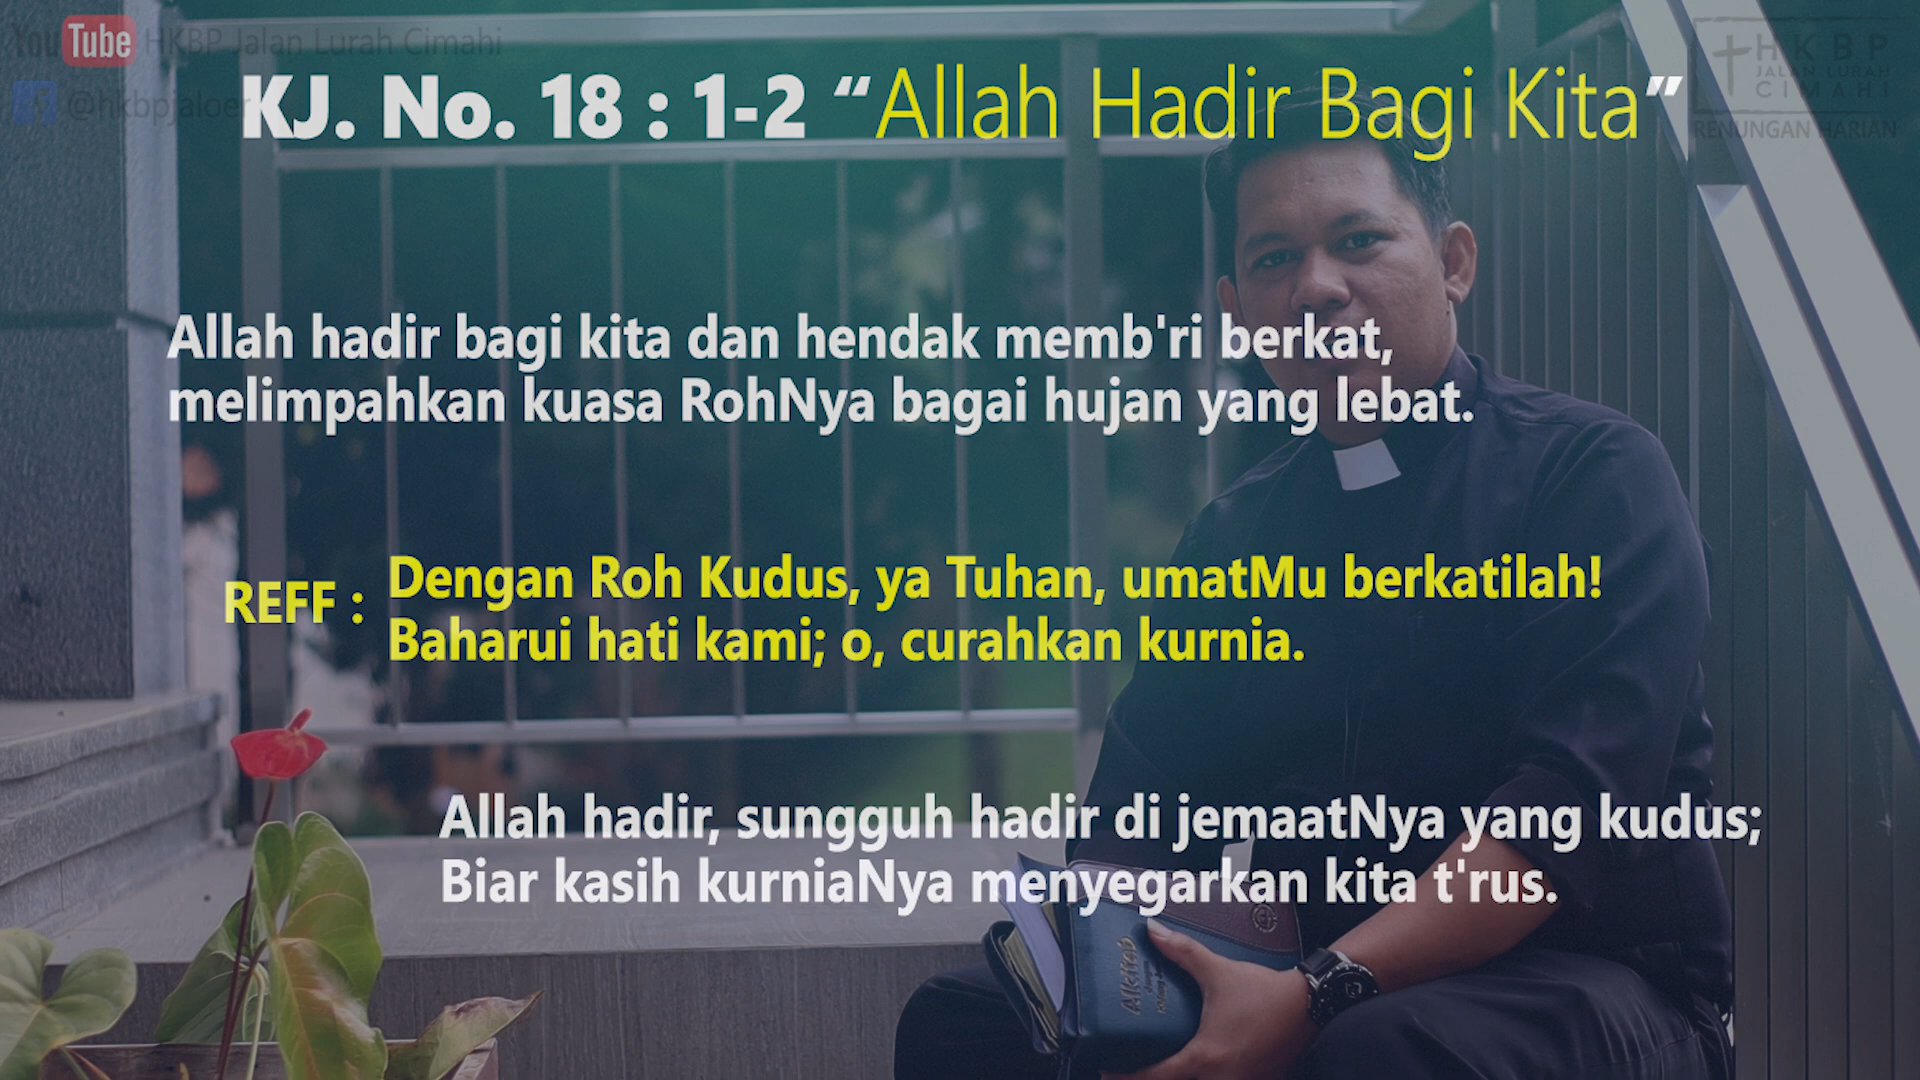 YouTube HKBP Jalan Lurah Cimahi
@hkbpjaloer
HKBP
JALAN LURAH
CIMAHI
RENUNGAN HARIAN
KJ. No. 18 : 1-2 “Allah Hadir Bagi Kita”
Allah hadir bagi kita dan hendak memb'ri berkat,
melimpahkan kuasa RohNya bagai hujan yang lebat.
REFF : Dengan Roh Kudus, ya Tuhan, umatMu berkatilah!
Baharui hati kami; o, curahkan kurnia.
Allah hadir, sungguh hadir di jemaatNya yang kudus;
Biar kasih kurniaNya menyegarkan kita t'rus.
Alkitab